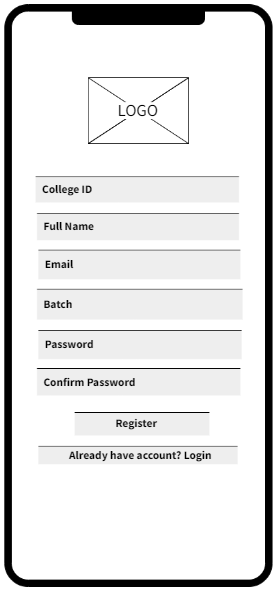 LOGO
College ID
Full Name
Email
Batch
Password
Confirm Password
Register
Already have account? Login